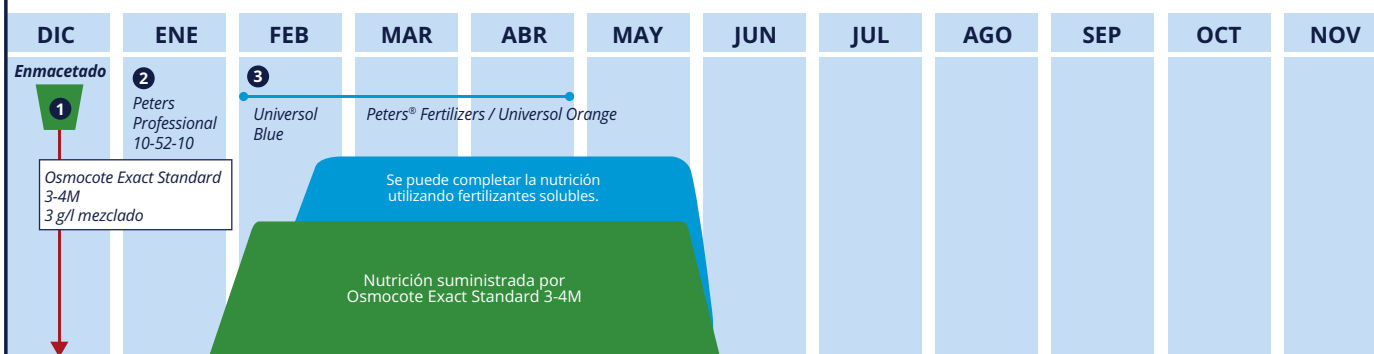 DIC ENE FEB MAR ABR MAY JUN JUL AGO SEP OCT NOV
Enmacetado
1
2
Peters
Professional
10-52-10
3
Universol
Blue
Peters® Fertilizers / Universol Orange
Osmocote Exact Standard
3-4M
3 g/l mezclado
Se puede completar la nutrición
utilizando fertilizantes solubles.
Nutrición suministrada por
Osmocote Exact Standard 3-4M